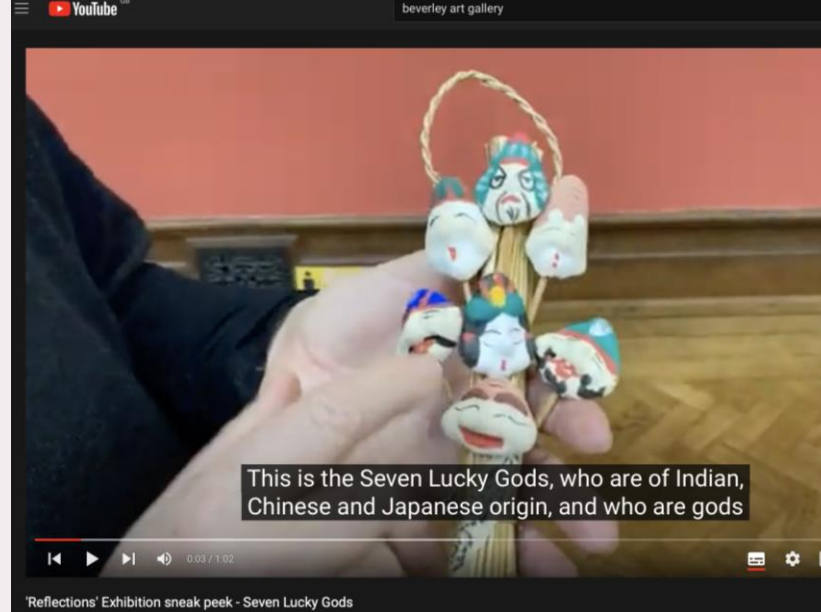 YouTube GB
beverley art gallery
This is the Seven Lucky Gods, who are of Indian,
Chinese and Japanese origin, and who are gods
0:03 / 1:02
'Reflections' Exhibition sneak peek - Seven Lucky Gods